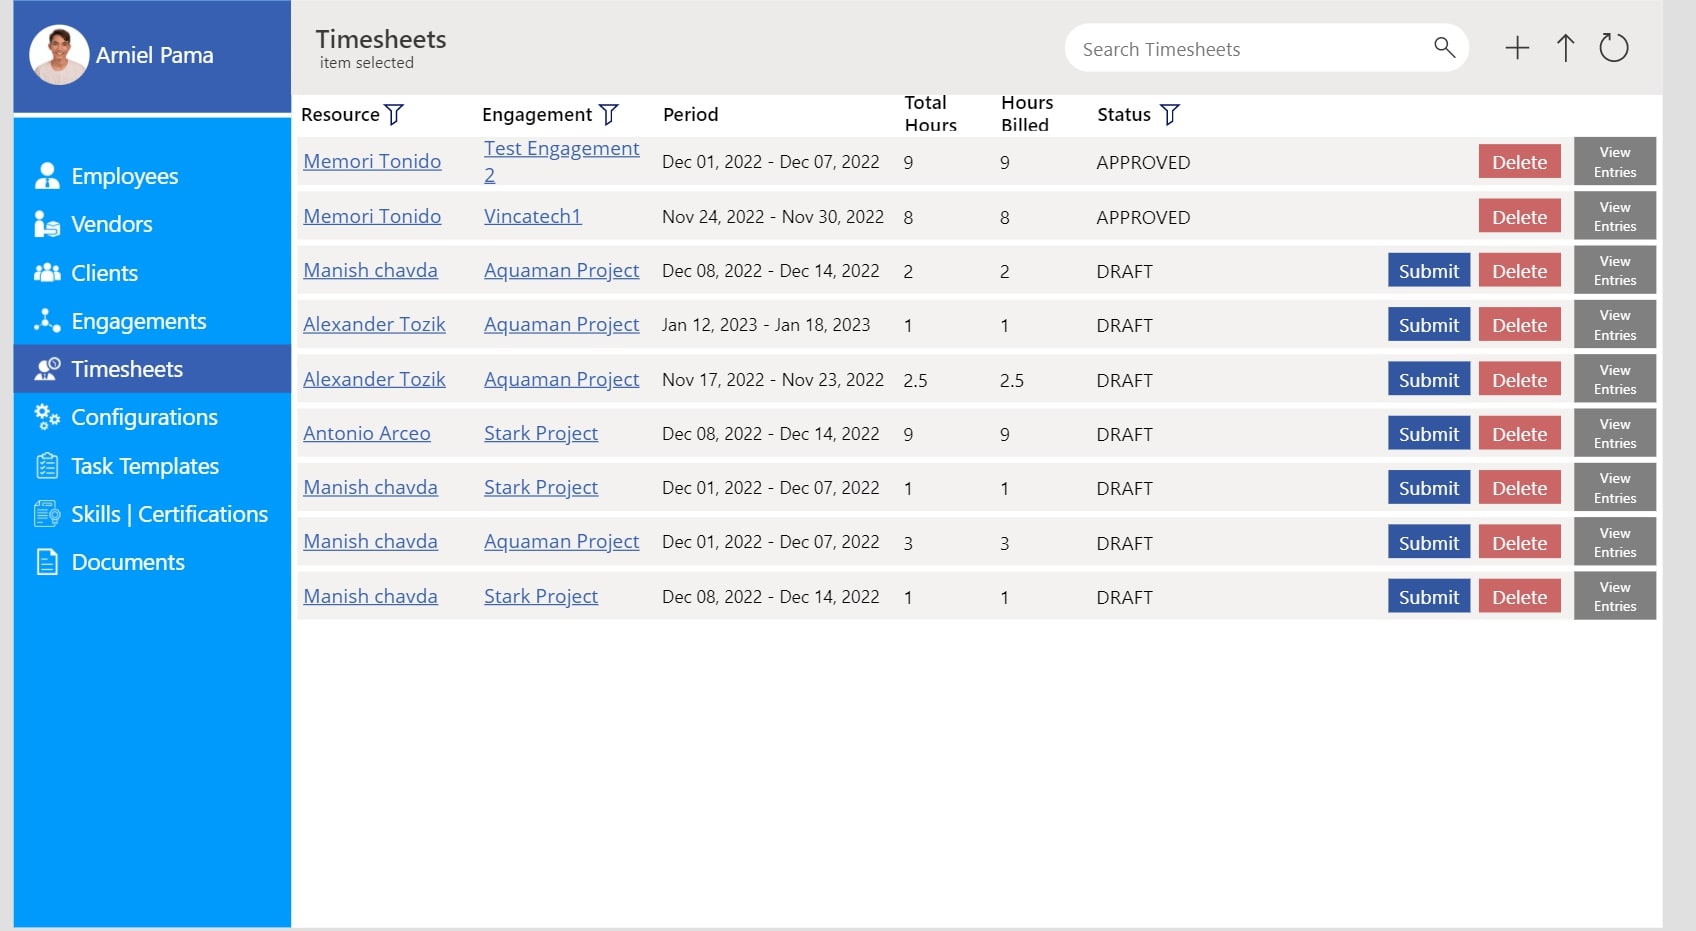 Arniel Pama
Timesheets
item selected
Search Timesheets
Employees
Vendors
Clients
Engagements
Timesheets
Configurations
Task Templates
Skills | Certifications
Documents
Resource Engagement Period Total Hours Hours Billed Status
Memori Tonido Test Engagement 2 Dec 01, 2022 - Dec 07, 2022 9 9 APPROVED Delete View Entries
Memori Tonido Vincatech1 Nov 24, 2022 - Nov 30, 2022 8 8 APPROVED Delete View Entries
Manish chavda Aquaman Project Dec 08, 2022 - Dec 14, 2022 2 2 DRAFT Submit Delete View Entries
Alexander Tozik Aquaman Project Jan 12, 2023 - Jan 18, 2023 1 1 DRAFT Submit Delete View Entries
Alexander Tozik Aquaman Project Nov 17, 2022 - Nov 23, 2022 2.5 2.5 DRAFT Submit Delete View Entries
Antonio Arceo Stark Project Dec 08, 2022 - Dec 14, 2022 9 9 DRAFT Submit Delete View Entries
Manish chavda Stark Project Dec 01, 2022 - Dec 07, 2022 1 1 DRAFT Submit Delete View Entries
Manish chavda Aquaman Project Dec 01, 2022 - Dec 07, 2022 3 3 DRAFT Submit Delete View Entries
Manish chavda Stark Project Dec 08, 2022 - Dec 14, 2022 1 1 DRAFT Submit Delete View Entries